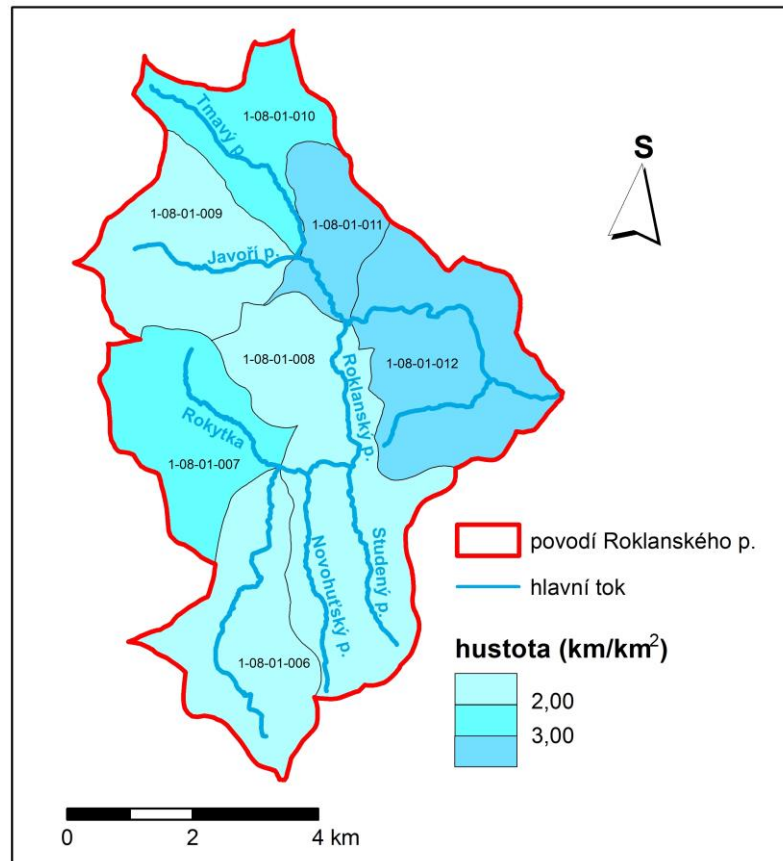 1-08-01-010
Tmavý p.
S
1-08-01-009
1-08-01-011
Javoří p.
1-08-01-008
1-08-01-012
Roklanský p.
Rokytka
1-08-01-007
Novohuťský p.
Studený p.
1-08-01-006
povodí Roklanského p.
hlavní tok
hustota (km/km²)
2,00
3,00
0 2 4 km